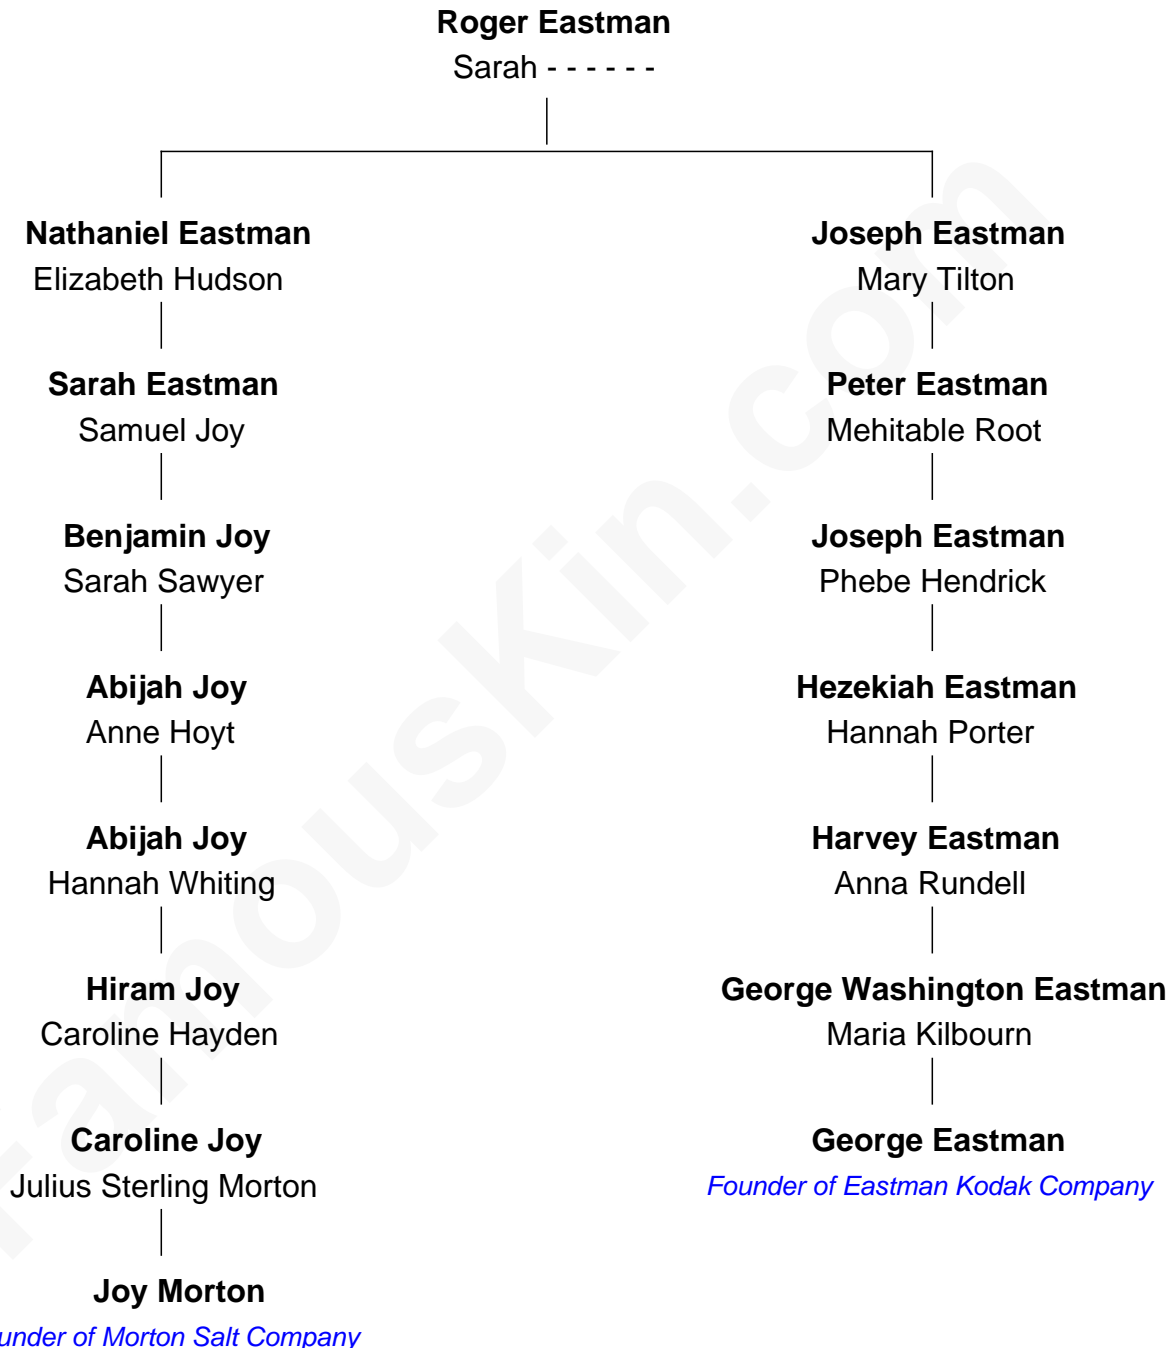 Roger Eastman
Sarah - - - - - -
Nathaniel Eastman
Elizabeth Hudson
Joseph Eastman
Mary Tilton
Sarah Eastman
Samuel Joy
Peter Eastman
Mehitable Root
Benjamin Joy
Sarah Sawyer
Joseph Eastman
Phebe Hendrick
Abijah Joy
Anne Hoyt
Hezekiah Eastman
Hannah Porter
Abijah Joy
Hannah Whiting
Harvey Eastman
Anna Rundell
Hiram Joy
Caroline Hayden
George Washington Eastman
Maria Kilbourn
Caroline Joy
Julius Sterling Morton
George Eastman
Founder of Eastman Kodak Company
Joy Morton
under of Morton Salt Company
FamousKin.com